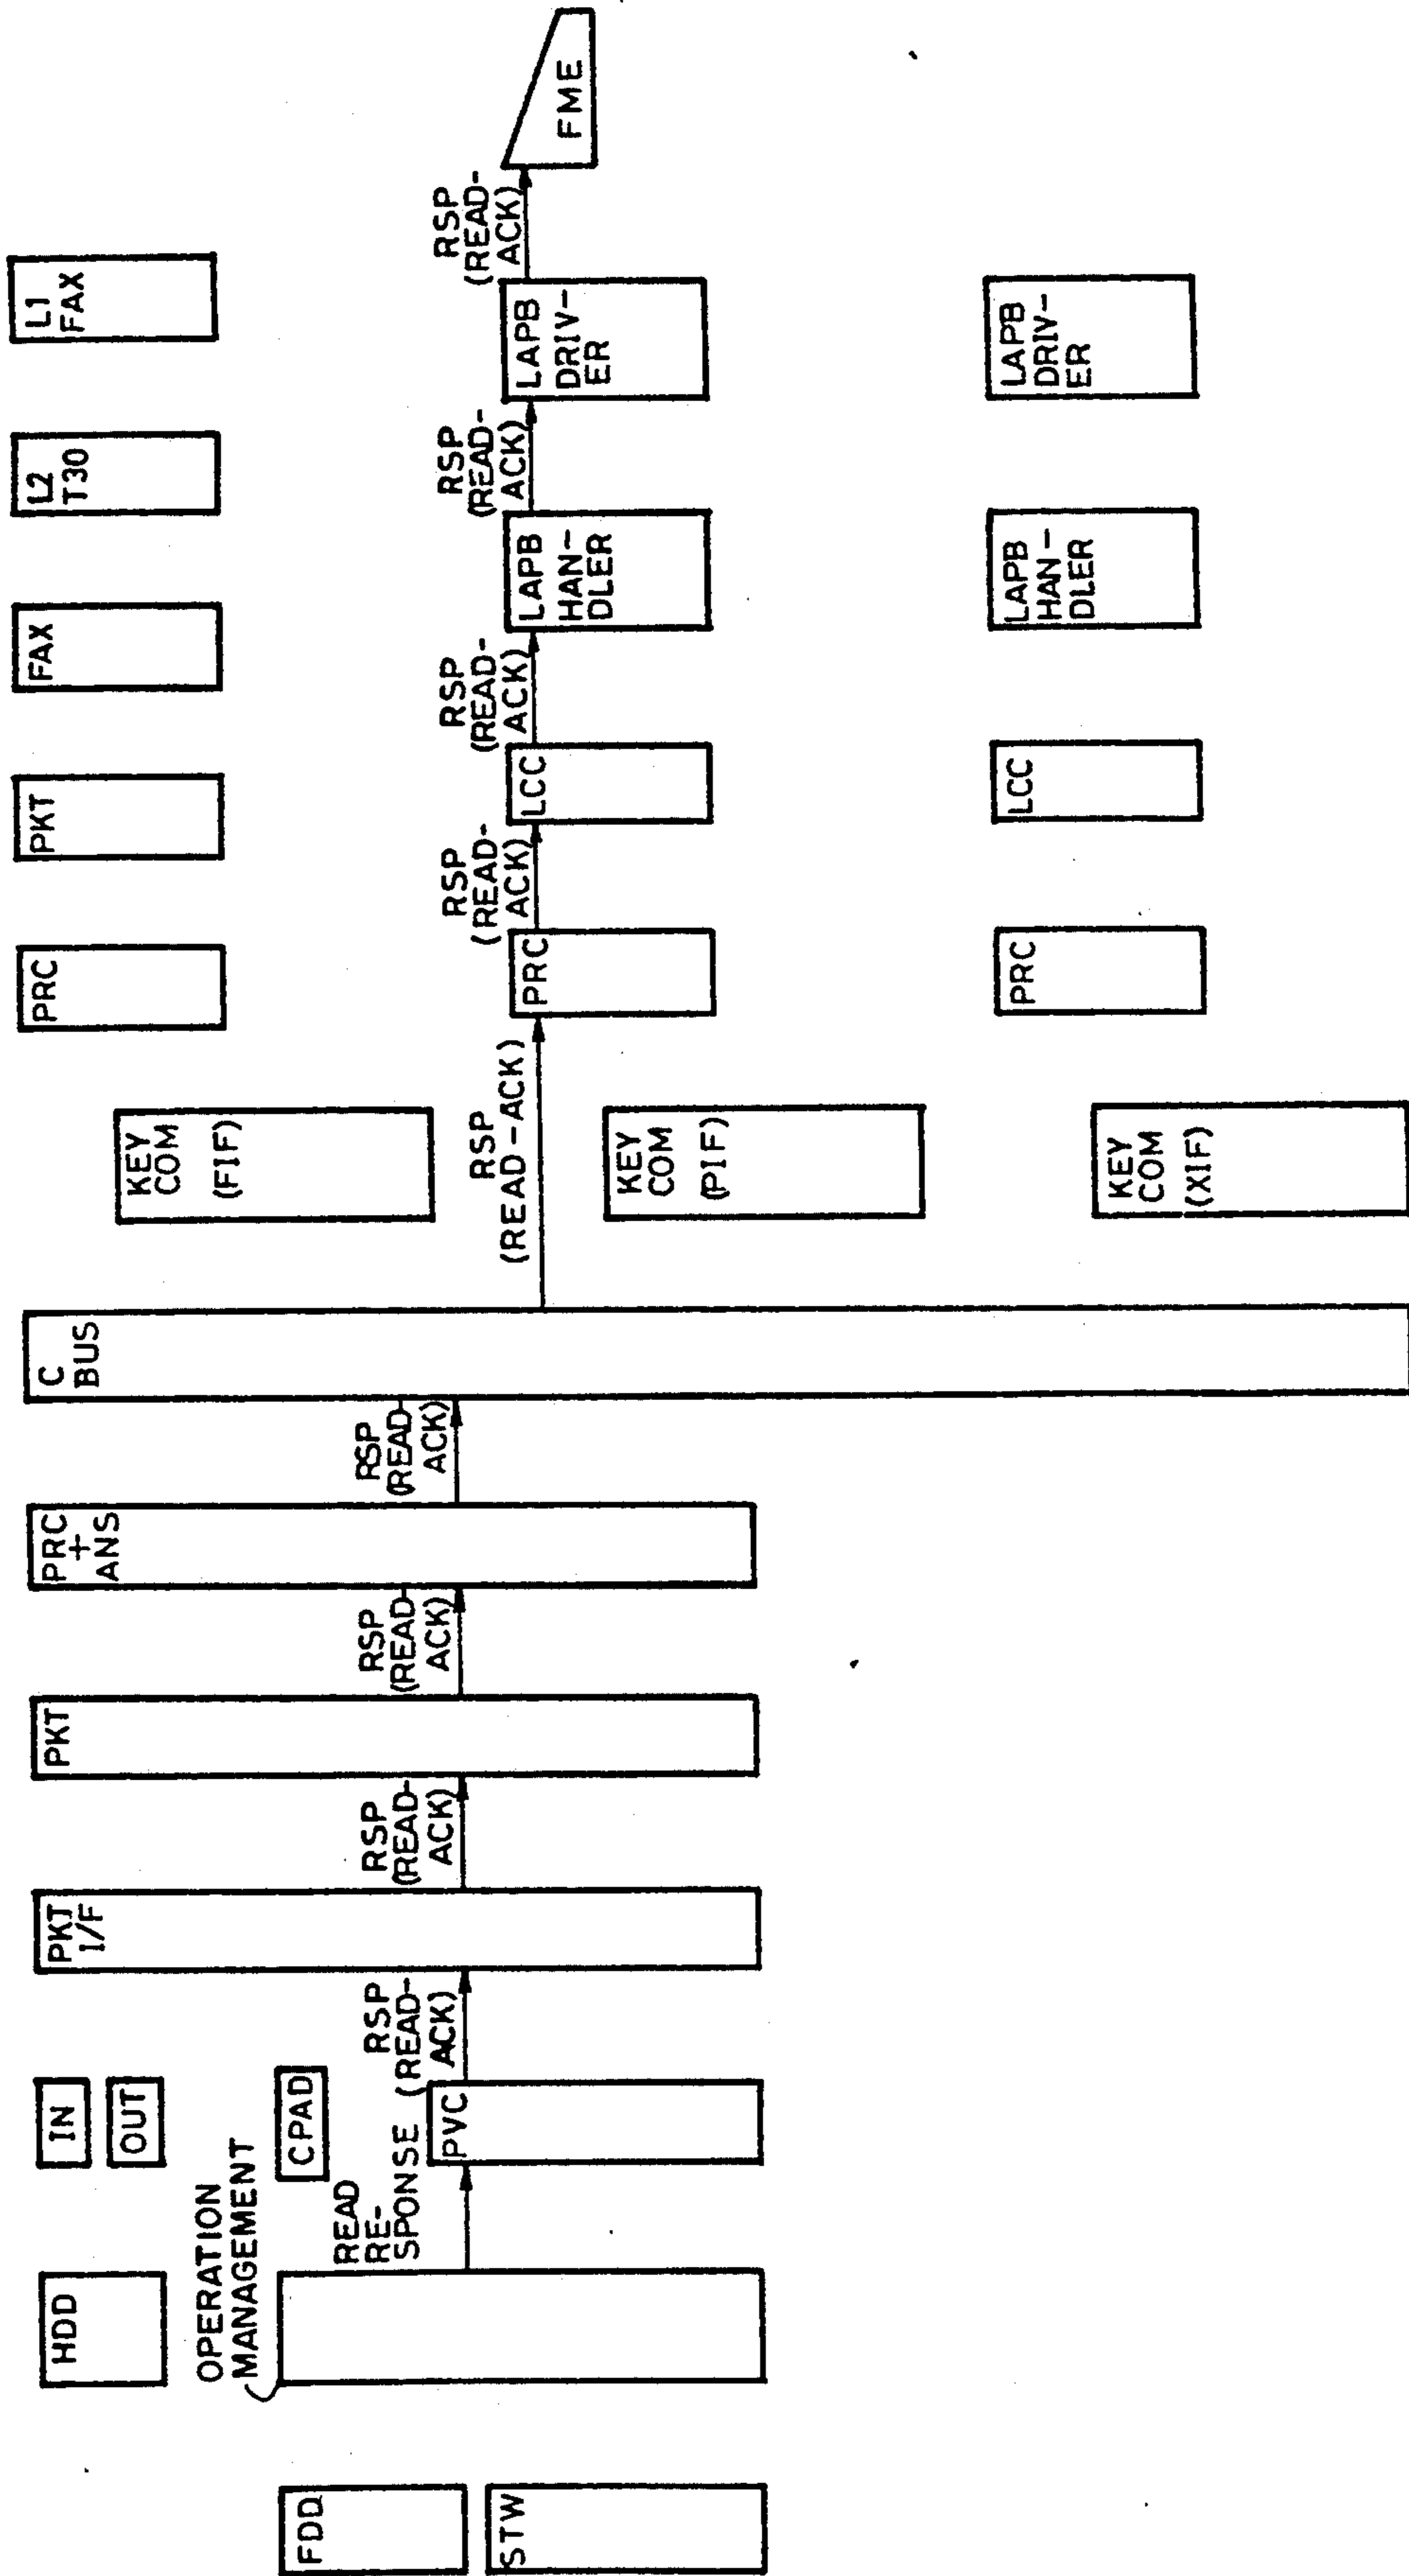 FDD
STW
HDD
OPERATION
MANAGEMENT
IN
OUT
CPAD
READ
RE-
SPONSE
PVC
RSP
(READ-
ACK)
PKT
I/F
RSP
(READ-
ACK)
PKT
RSP
(READ-
ACK)
PRC
+
ANS
RSP
(READ-
ACK)
C
BUS
KEY
COM
(FIF)
RSP
(READ-ACK)
KEY
COM
(PIF)
KEY
COM
(XIF)
PRC
PRC
PRC
RSP
(READ-
ACK)
PKT
LCC
LCC
RSP
(READ-
ACK)
FAX
LAPB
HAN-
DLER
LAPB
HAN-
DLER
RSP
(READ-
ACK)
L2
T30
LAPB
DRIV-
ER
LAPB
DRIV-
ER
L1
FAX
RSP
(READ-
ACK)
FME